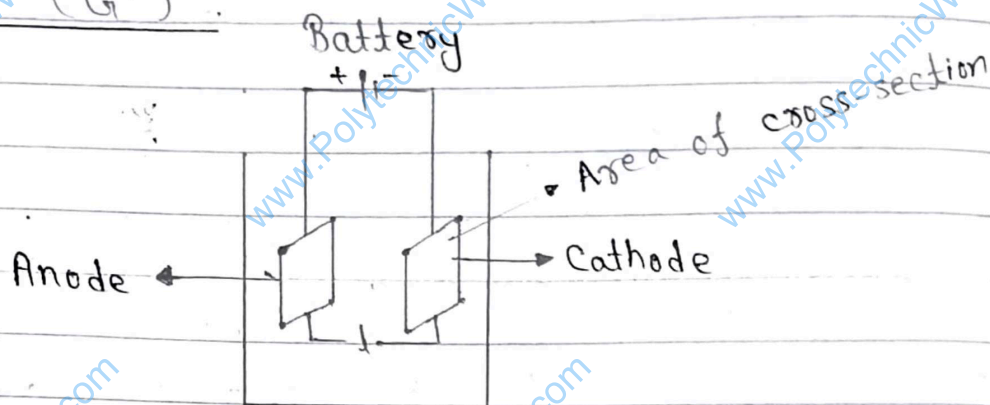 (G)
Battery
+ -
Area of cross-section
Anode
Cathode
l
www.PolytechnicW
www.PolytechnicW
com
com